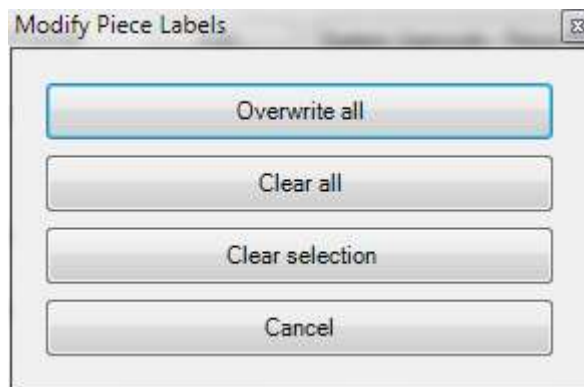 Modify Piece Labels
Overwrite all
Clear all
Clear selection
Cancel